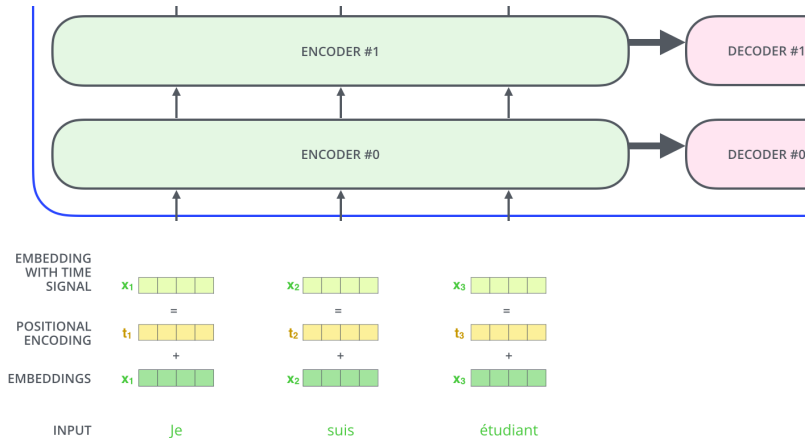 ENCODER #1
DECODER #1
ENCODER #0
DECODER #0
EMBEDDING
WITH TIME
SIGNAL
x₁
x₂
x₃
= = =
POSITIONAL
ENCODING
t₁
t₂
t₃
+ + +
EMBEDDINGS
x₁
x₂
x₃
INPUT
Je
suis
étudiant